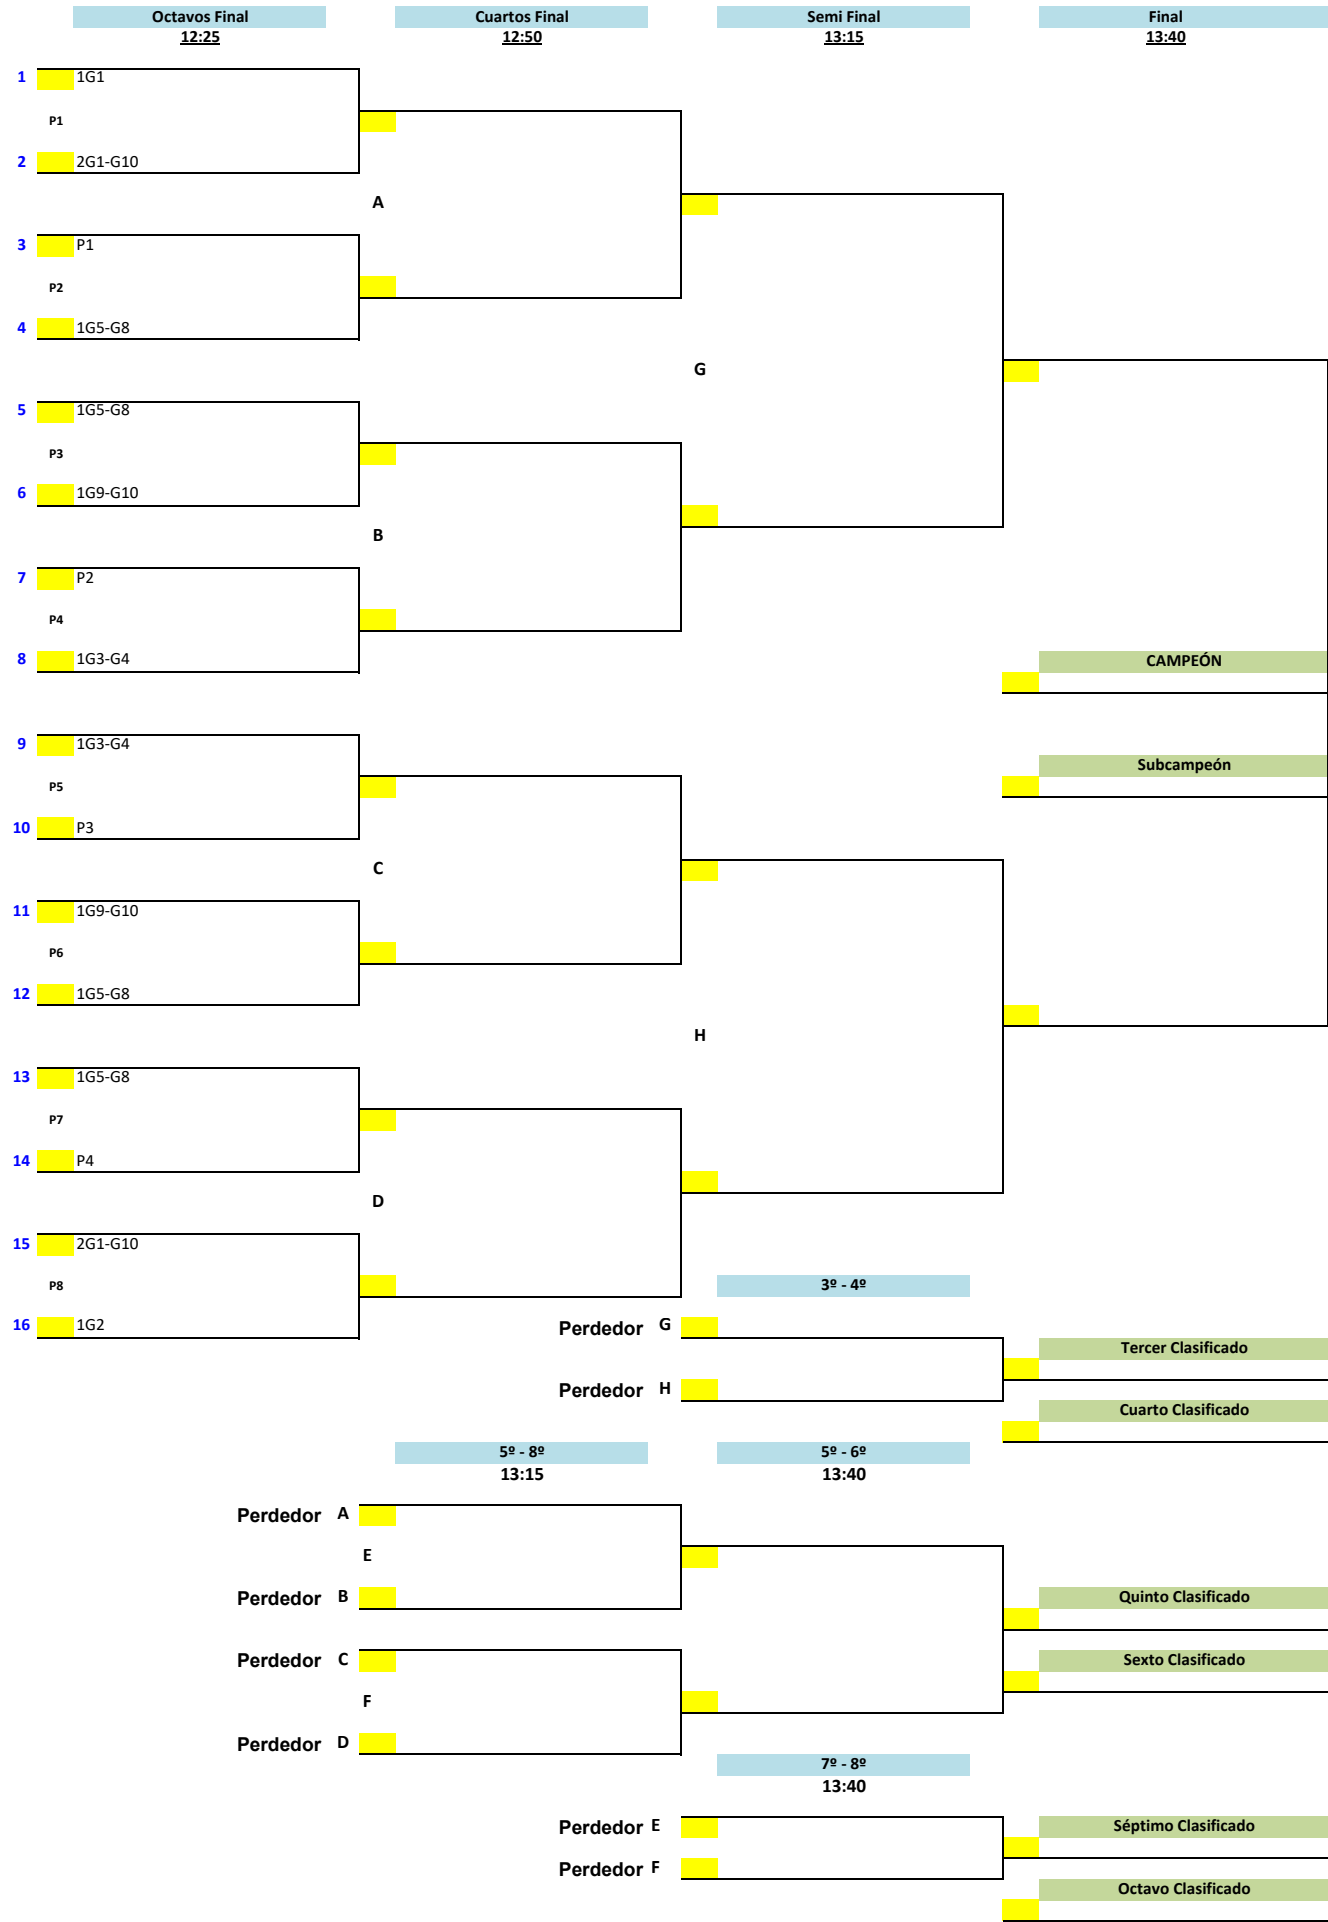 Octavos Final Cuartos Final Semi Final Final
12:25 12:50 13:15 13:40
1 1G1
P1
2 2G1-G10
A
3 P1
P2
4 1G5-G8
G
5 1G5-G8
P3
6 1G9-G10
B
7 P2
P4
8 1G3-G4 CAMPEÓN
9 1G3-G4
Subcampeón
P5
10 P3
C
11 1G9-G10
P6
12 1G5-G8
H
13 1G5-G8
P7
14 P4
D
15 2G1-G10
P8 3º - 4º
16 1G2 Perdedor G
Tercer Clasificado
Perdedor H
Cuarto Clasificado
5º - 8º 5º - 6º
13:15 13:40
Perdedor A
E
Perdedor B Quinto Clasificado
Perdedor C Sexto Clasificado
F
Perdedor D
7º - 8º
13:40
Perdedor E Séptimo Clasificado
Perdedor F
Octavo Clasificado